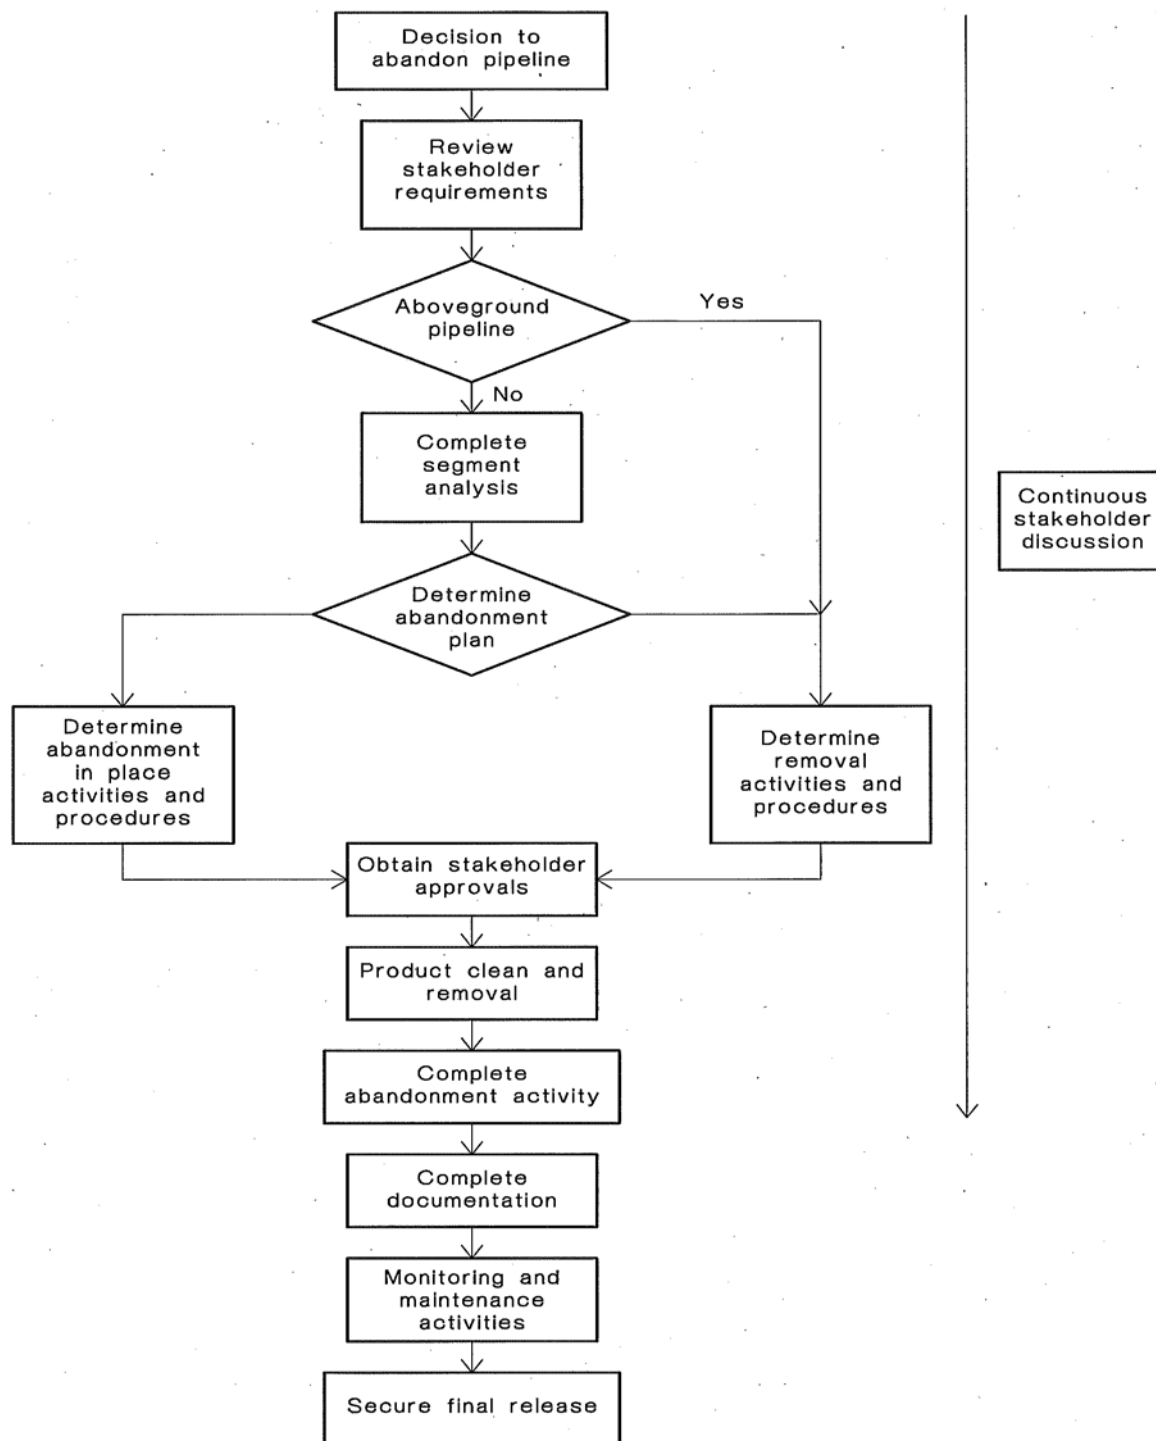 Decision to
abandon pipeline
Review
stakeholder
requirements
Aboveground
pipeline
Yes
No
Complete
segment
analysis
Continuous
stakeholder
discussion
Determine
abandonment
plan
Determine
abandonment
in place
activities and
procedures
Determine
removal
activities and
procedures
Obtain stakeholder
approvals
Product clean and
removal
Complete
abandonment activity
Complete
documentation
Monitoring and
maintenance
activities
Secure final release